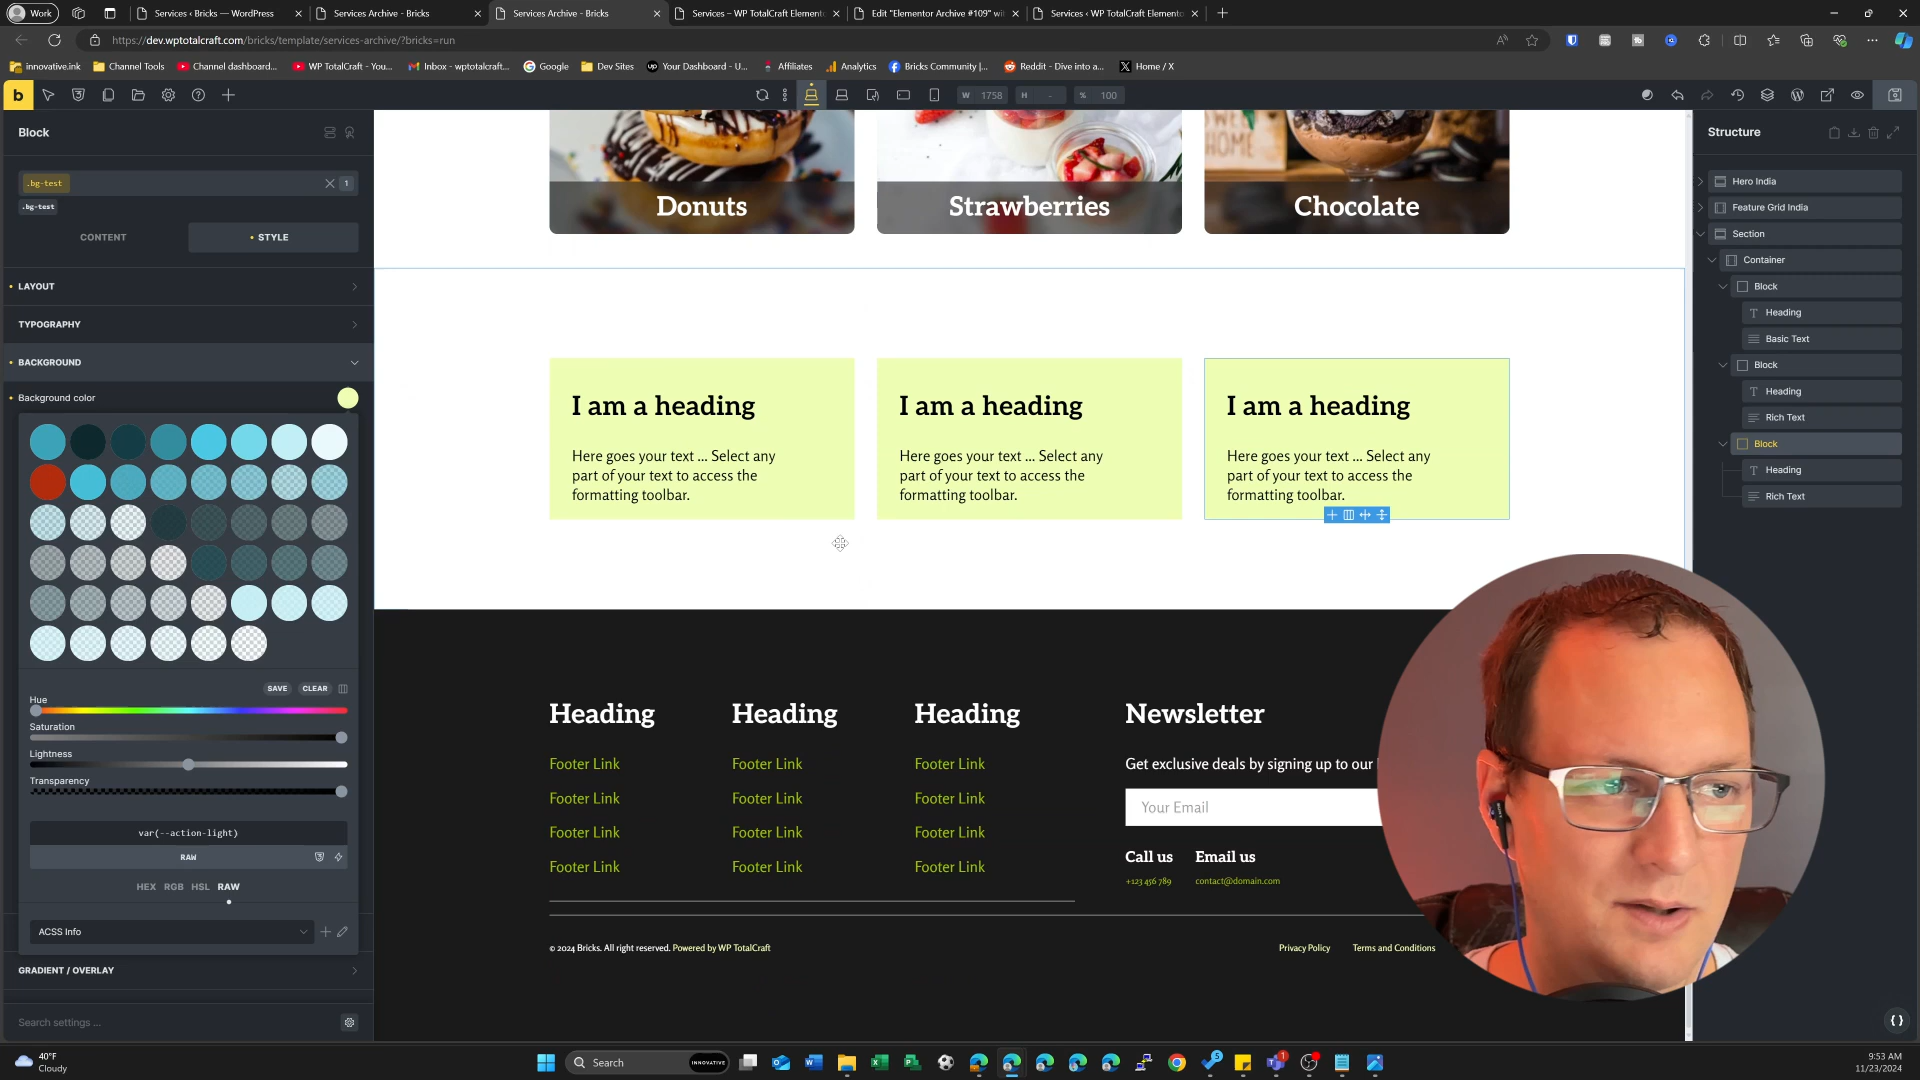 Work
Services ‹ Bricks — WordPress
Services Archive - Bricks
Services Archive - Bricks
Services – WP TotalCraft Element
Edit "Elementor Archive #109" wi
Services ‹ WP TotalCraft Elemento
https://dev.wptotalcraft.com/bricks/template/services-archive/?bricks=run
innovative.ink
Channel Tools
Channel dashboard...
WP TotalCraft - You...
Inbox - wptotalcraft...
Google
Dev Sites
Your Dashboard - U...
Affiliates
Analytics
Bricks Community |...
Reddit - Dive into a...
Home / X
b
W 1758
H -
% 100
Block
.bg-test
1
.bg-test
CONTENT
STYLE
LAYOUT
TYPOGRAPHY
BACKGROUND
Background color
SAVE
CLEAR
Hue
Saturation
Lightness
Transparency
var(--action-light)
RAW
HEX RGB HSL RAW
ACSS Info
GRADIENT / OVERLAY
Search settings ...
Donuts
Strawberries
Chocolate
I am a heading
Here goes your text ... Select any
part of your text to access the
formatting toolbar.
I am a heading
Here goes your text ... Select any
part of your text to access the
formatting toolbar.
I am a heading
Here goes your text ... Select any
part of your text to access the
formatting toolbar.
Heading
Footer Link
Footer Link
Footer Link
Footer Link
Heading
Footer Link
Footer Link
Footer Link
Footer Link
Heading
Footer Link
Footer Link
Footer Link
Footer Link
Newsletter
Get exclusive deals by signing up to our
Your Email
Call us
Email us
+123 456 789
contact@domain.com
© 2024 Bricks. All right reserved. Powered by WP TotalCraft
Privacy Policy
Terms and Conditions
Structure
Hero India
Feature Grid India
Section
Container
Block
Heading
Basic Text
Block
Heading
Rich Text
Block
Heading
Rich Text
40°F
Cloudy
Search
INNOVATIVE
9:53 AM
11/23/2024